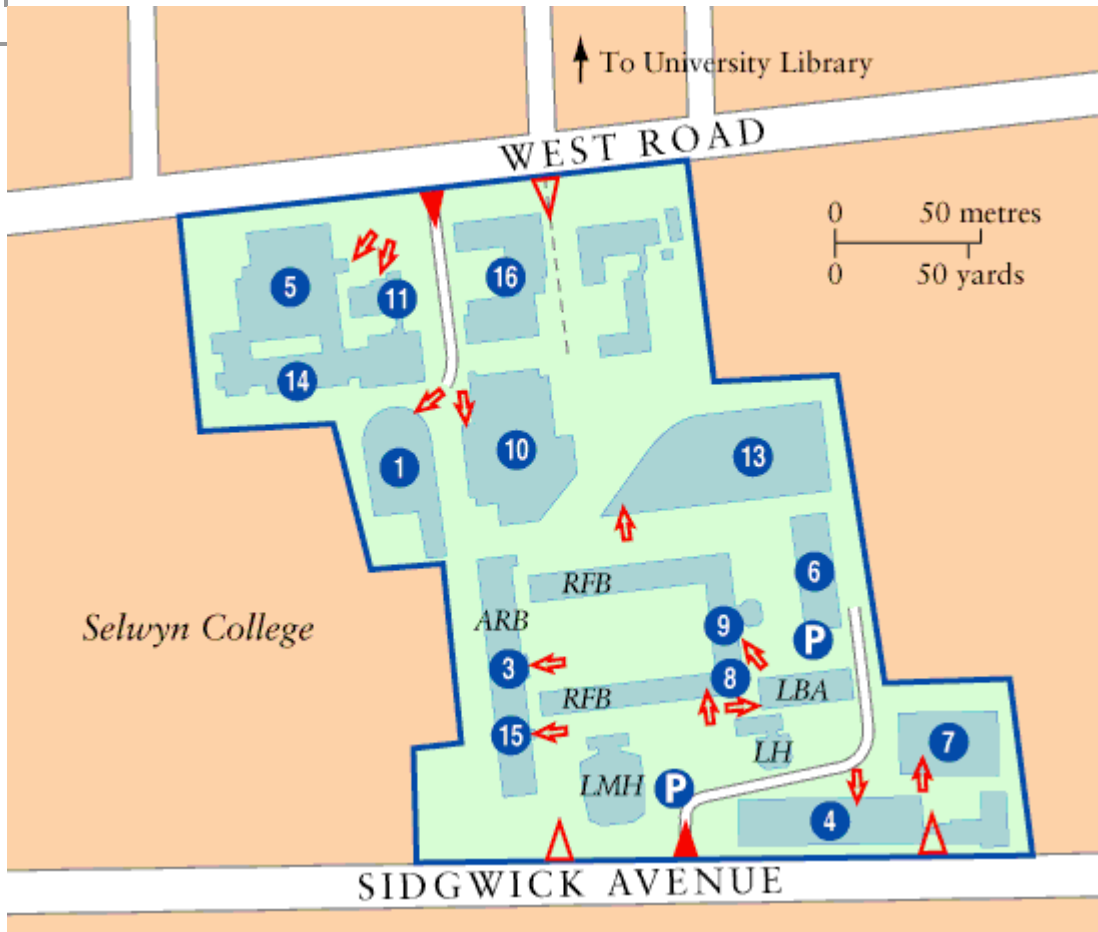 To University Library
WEST ROAD
0 50 metres
0 50 yards
5
11
16
14
1
10
13
6
RFB
ARB
9
Selwyn College
P
3
8
LBA
RFB
15
7
LH
LMH
P
4
SIDGWICK AVENUE